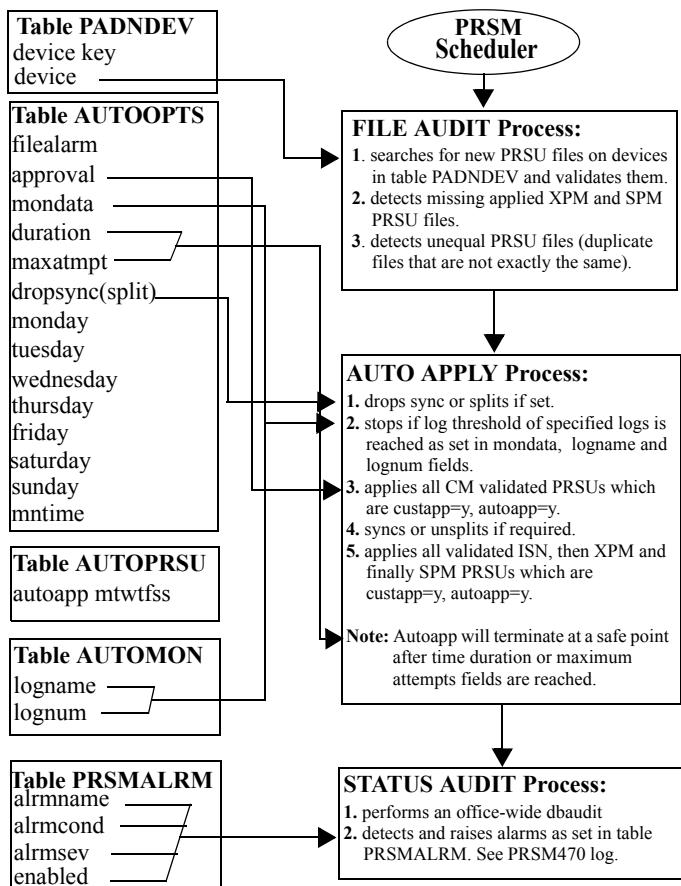 Table PADNDEV
device key
device
Table AUTOOPTS
filealarm
approval
mondata
duration
maxatmpt
dropsync(split)
monday
tuesday
wednesday
thursday
friday
saturday
sunday
mntime
Table AUTOPRSU
autoapp mtwtfss
Table AUTOMON
logname
lognum
Table PRSMALRM
alrmname
alrmcond
alrmsev
enabled
PRSM
Scheduler
FILE AUDIT Process:
1. searches for new PRSU files on devices
in table PADNDEV and validates them.
2. detects missing applied XPM and SPM
PRSU files.
3. detects unequal PRSU files (duplicate
files that are not exactly the same).
AUTO APPLY Process:
1. drops sync or splits if set.
2. stops if log threshold of specified logs is
reached as set in mondata, logname and
lognum fields.
3. applies all CM validated PRSUs which
are custapp=y, autoapp=y.
4. syncs or unsplits if required.
5. applies all validated ISN, then XPM and
finally SPM PRSUs which are
custapp=y, autoapp=y.
Note: Autoapp will terminate at a safe point
after time duration or maximum
attempts fields are reached.
STATUS AUDIT Process:
1. performs an office-wide dbaudit
2. detects and raises alarms as set in table
PRSMALRM. See PRSM470 log.